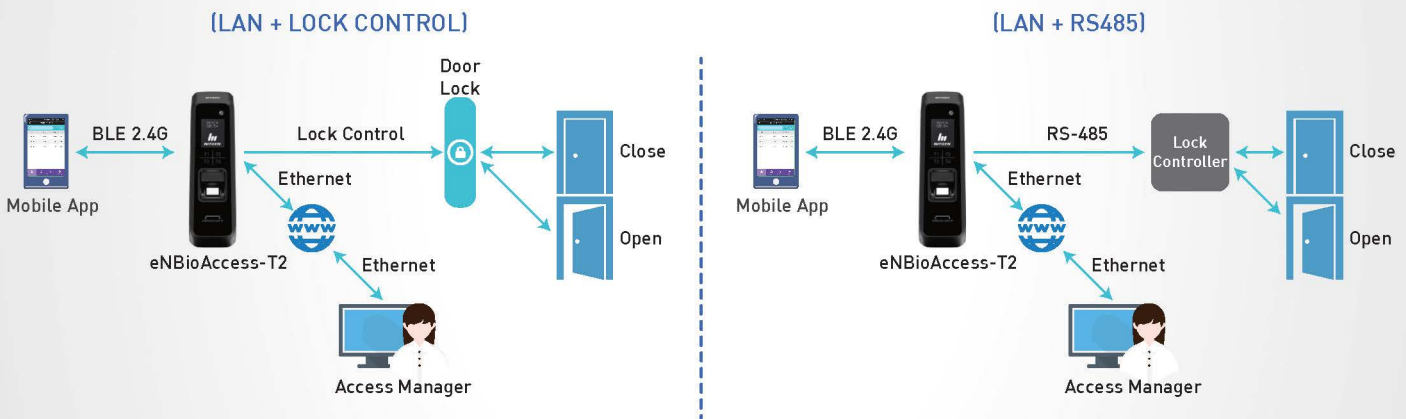 (LAN + LOCK CONTROL)
Door
Lock
BLE 2.4G
Lock Control
Close
Ethernet
Mobile App
www
Open
eNBioAccess-T2
Ethernet
Access Manager
(LAN + RS485)
BLE 2.4G
RS-485
Lock
Controller
Close
Ethernet
Mobile App
www
Open
eNBioAccess-T2
Ethernet
Access Manager